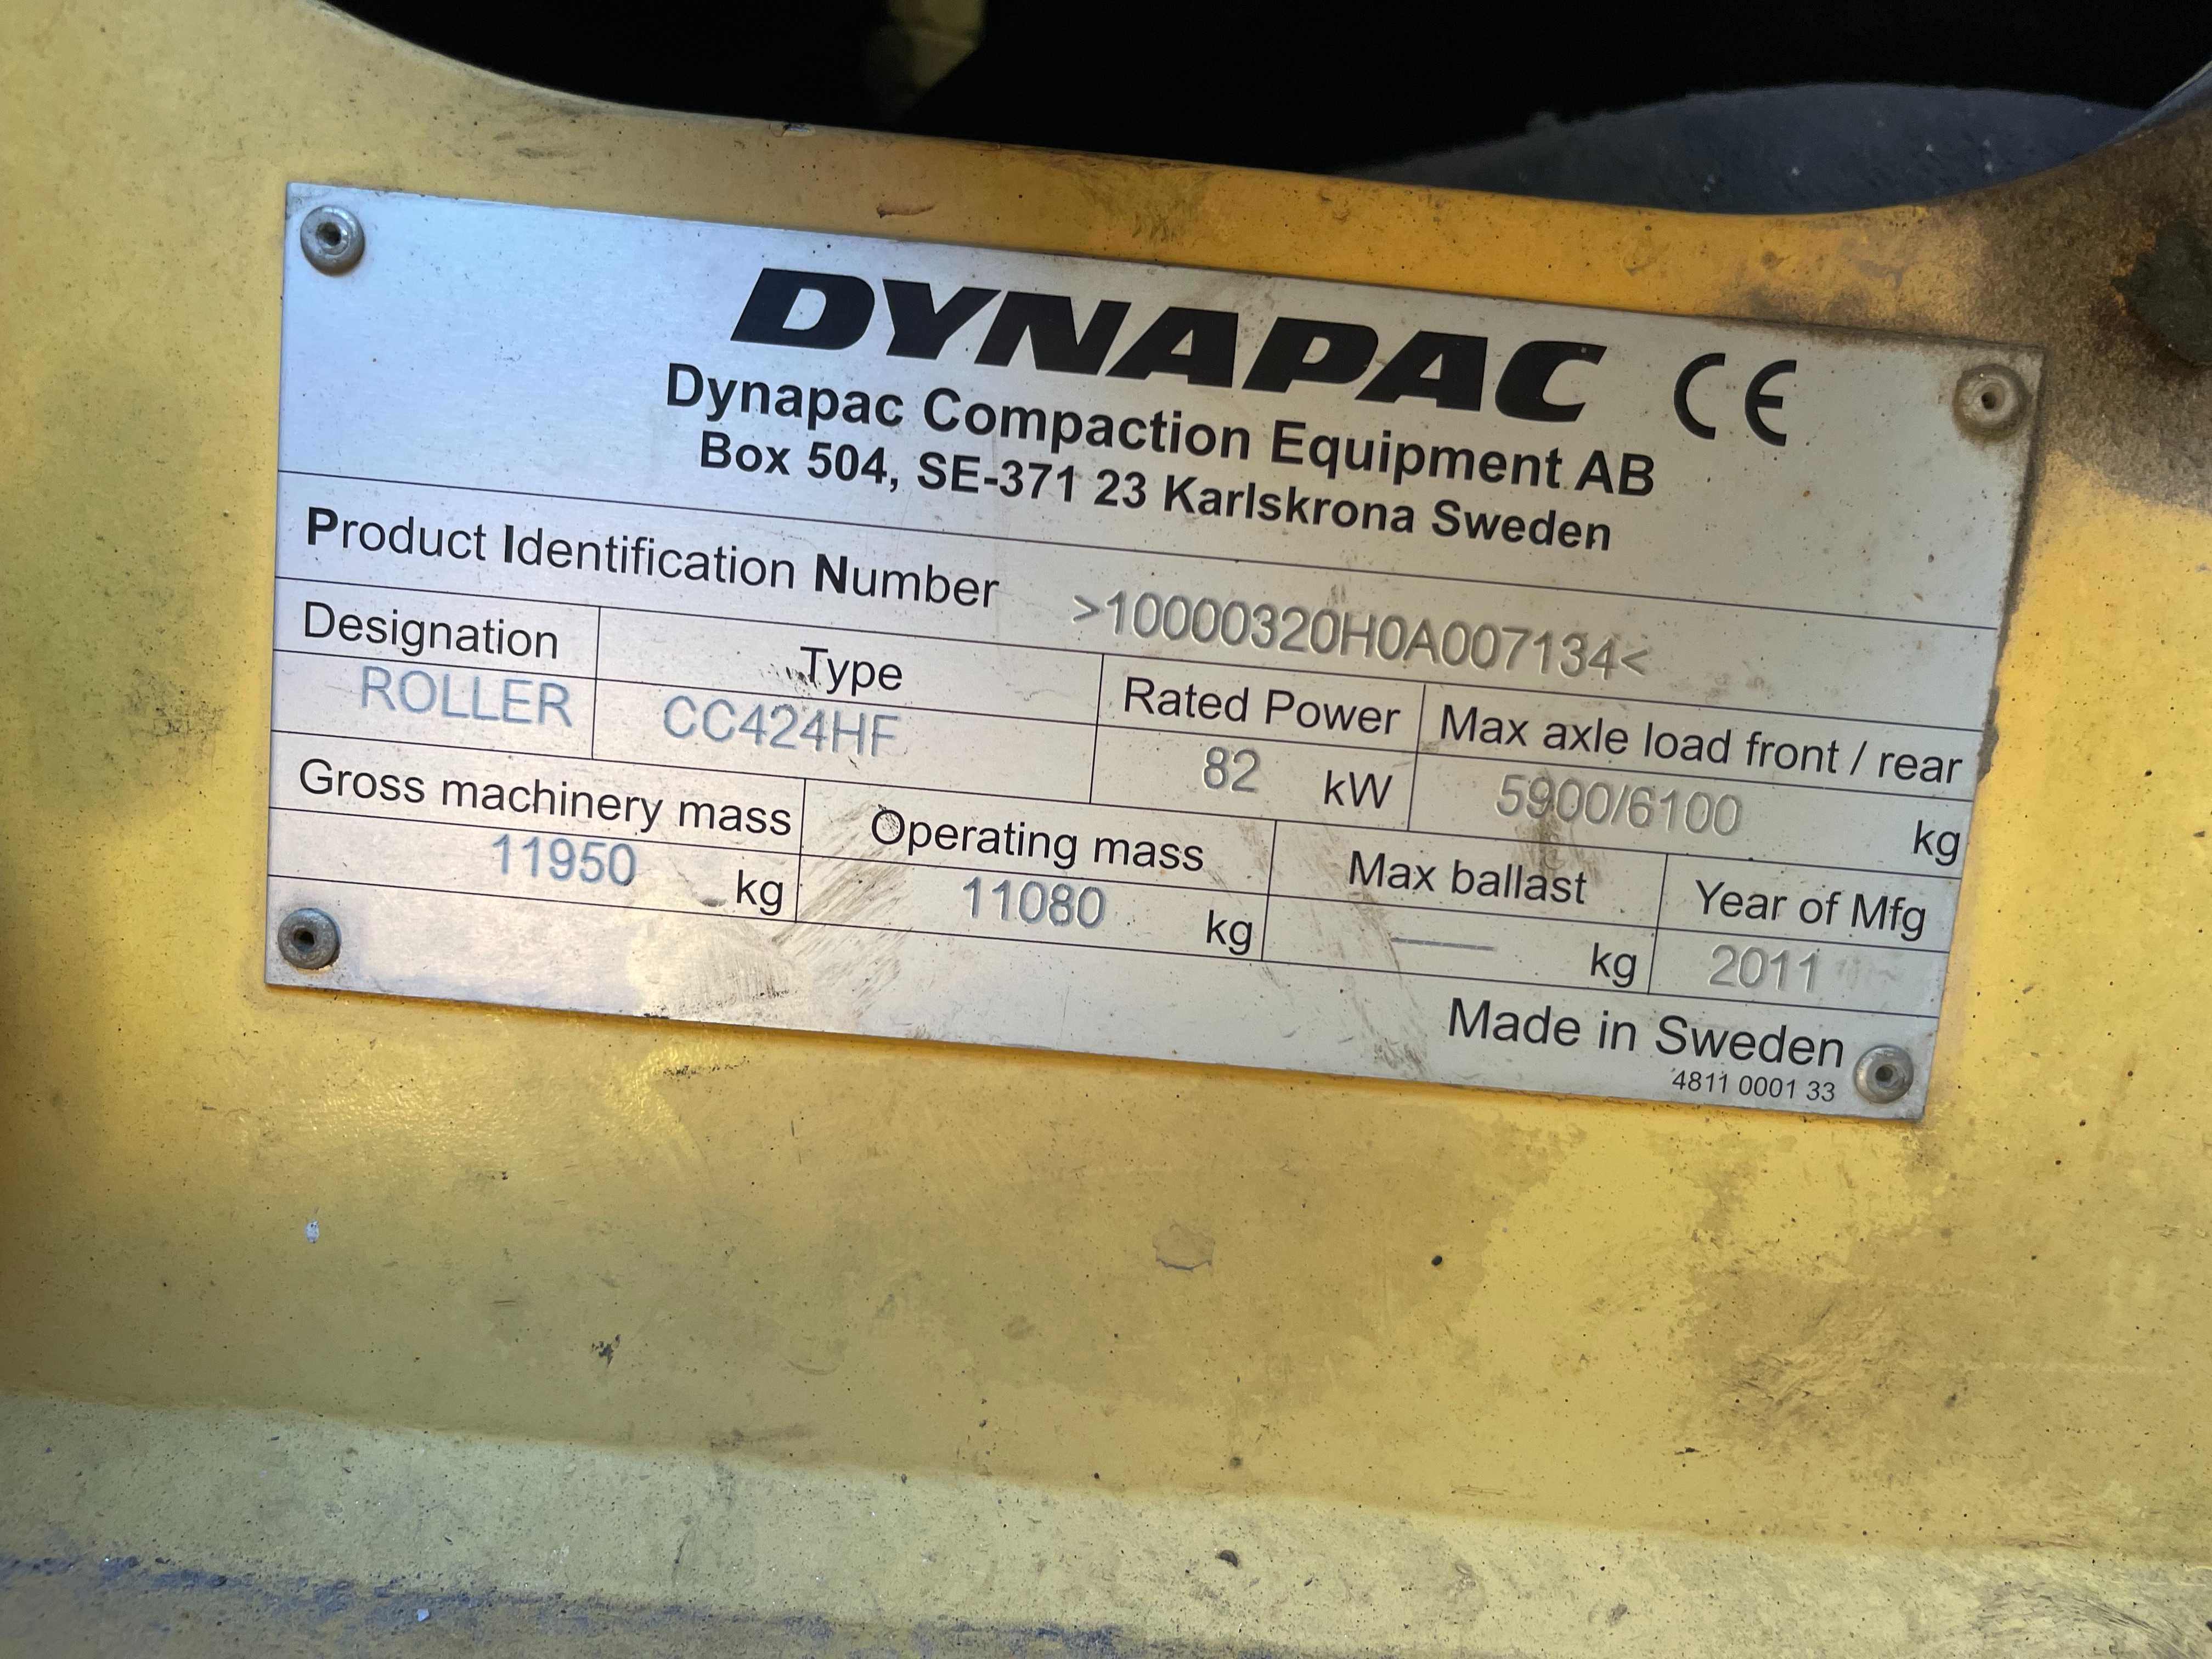 DYNAPAC CE
Dynapac Compaction Equipment AB
Box 504, SE-371 23 Karlskrona Sweden
Product Identification Number >10000320H0A007134<
Designation Type Rated Power Max axle load front / rear
ROLLER CC424HF 82 kW 5900/6100 kg
Gross machinery mass Operating mass Max ballast Year of Mfg
11950 kg 11080 kg —— kg 2011
Made in Sweden
4811 0001 33